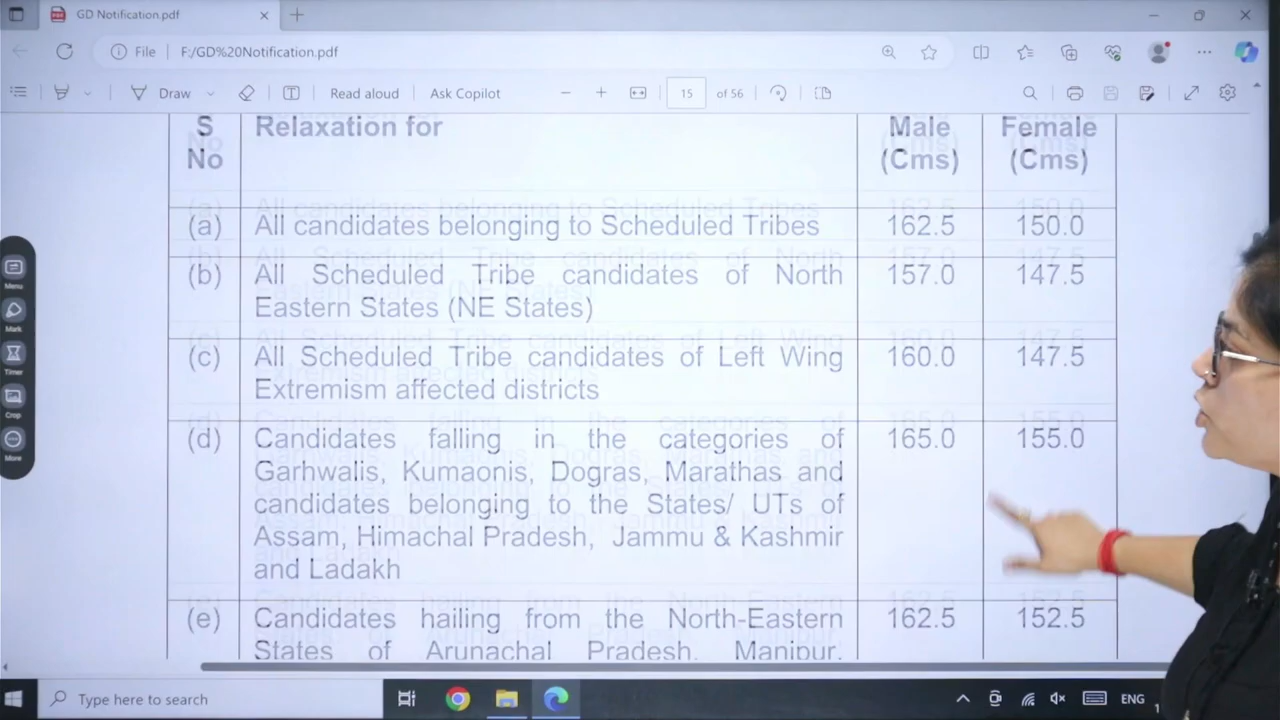 GD Notification.pdf
File F:/GD%20Notification.pdf
Draw Read aloud Ask Copilot 15 of 56
S No Relaxation for Male (Cms) Female (Cms)
(a) All candidates belonging to Scheduled Tribes 162.5 150.0
(b) All Scheduled Tribe candidates of North 157.0 147.5
Eastern States (NE States)
(c) All Scheduled Tribe candidates of Left Wing 160.0 147.5
Extremism affected districts
(d) Candidates falling in the categories of 165.0 155.0
Garhwalis, Kumaonis, Dogras, Marathas and
candidates belonging to the States/ UTs of
Assam, Himachal Pradesh, Jammu & Kashmir
and Ladakh
(e) Candidates hailing from the North-Eastern 162.5 152.5
States of Arunachal Pradesh, Manipur,
Menu
Mark
Timer
Crop
More
Type here to search ENG